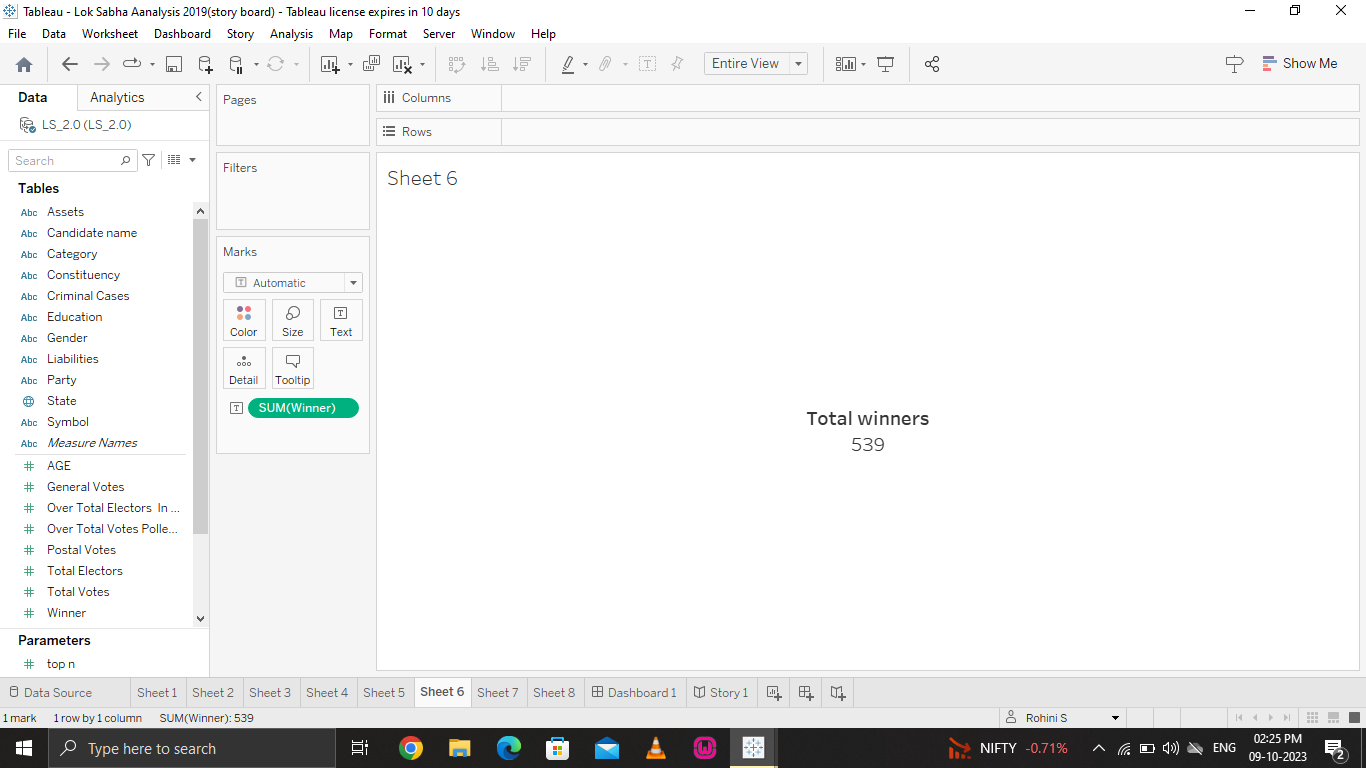 Tableau - Lok Sabha Aanalysis 2019(story board) - Tableau license expires in 10 days
File Data Worksheet Dashboard Story Analysis Map Format Server Window Help
Entire View
Show Me
Data Analytics
LS_2.0 (LS_2.0)
Search
Tables
Abc Assets
Abc Candidate name
Abc Category
Abc Constituency
Abc Criminal Cases
Abc Education
Abc Gender
Abc Liabilities
Abc Party
State
Abc Symbol
Abc Measure Names
# AGE
# General Votes
# Over Total Electors In ...
# Over Total Votes Polle...
# Postal Votes
# Total Electors
# Total Votes
# Winner
Parameters
# top n
Pages
Filters
Marks
T Automatic
Color Size T Text
Detail Tooltip
T SUM(Winner)
Columns
Rows
Sheet 6
Total winners
539
Data Source Sheet 1 Sheet 2 Sheet 3 Sheet 4 Sheet 5 Sheet 6 Sheet 7 Sheet 8 Dashboard 1 Story 1
1 mark 1 row by 1 column SUM(Winner): 539 Rohini S
Type here to search
NIFTY -0.71% ENG
02:25 PM
09-10-2023
2